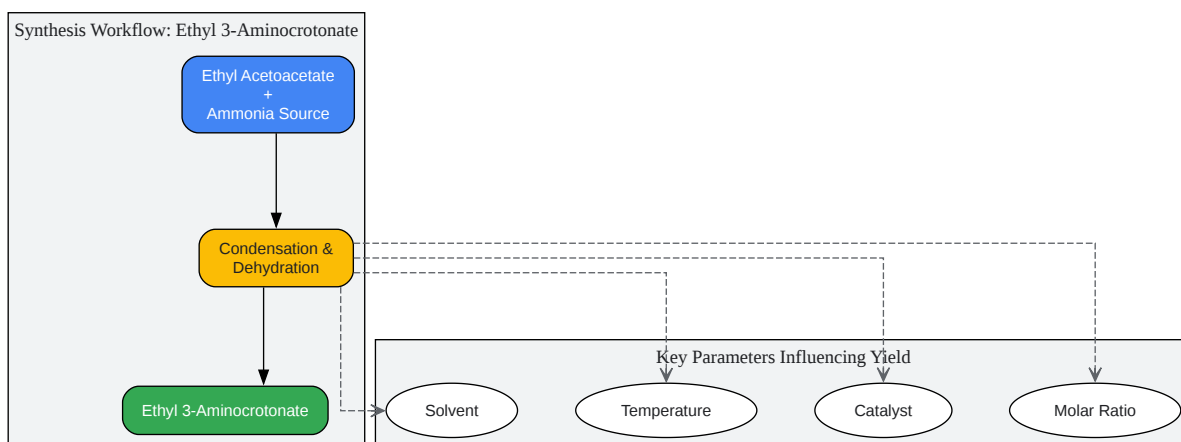 Synthesis Workflow: Ethyl 3-Aminocrotonate
Ethyl Acetoacetate
+
Ammonia Source
Condensation &
Dehydration
Key Parameters Influencing Yield
Ethyl 3-Aminocrotonate
Solvent
Temperature
Catalyst
Molar Ratio